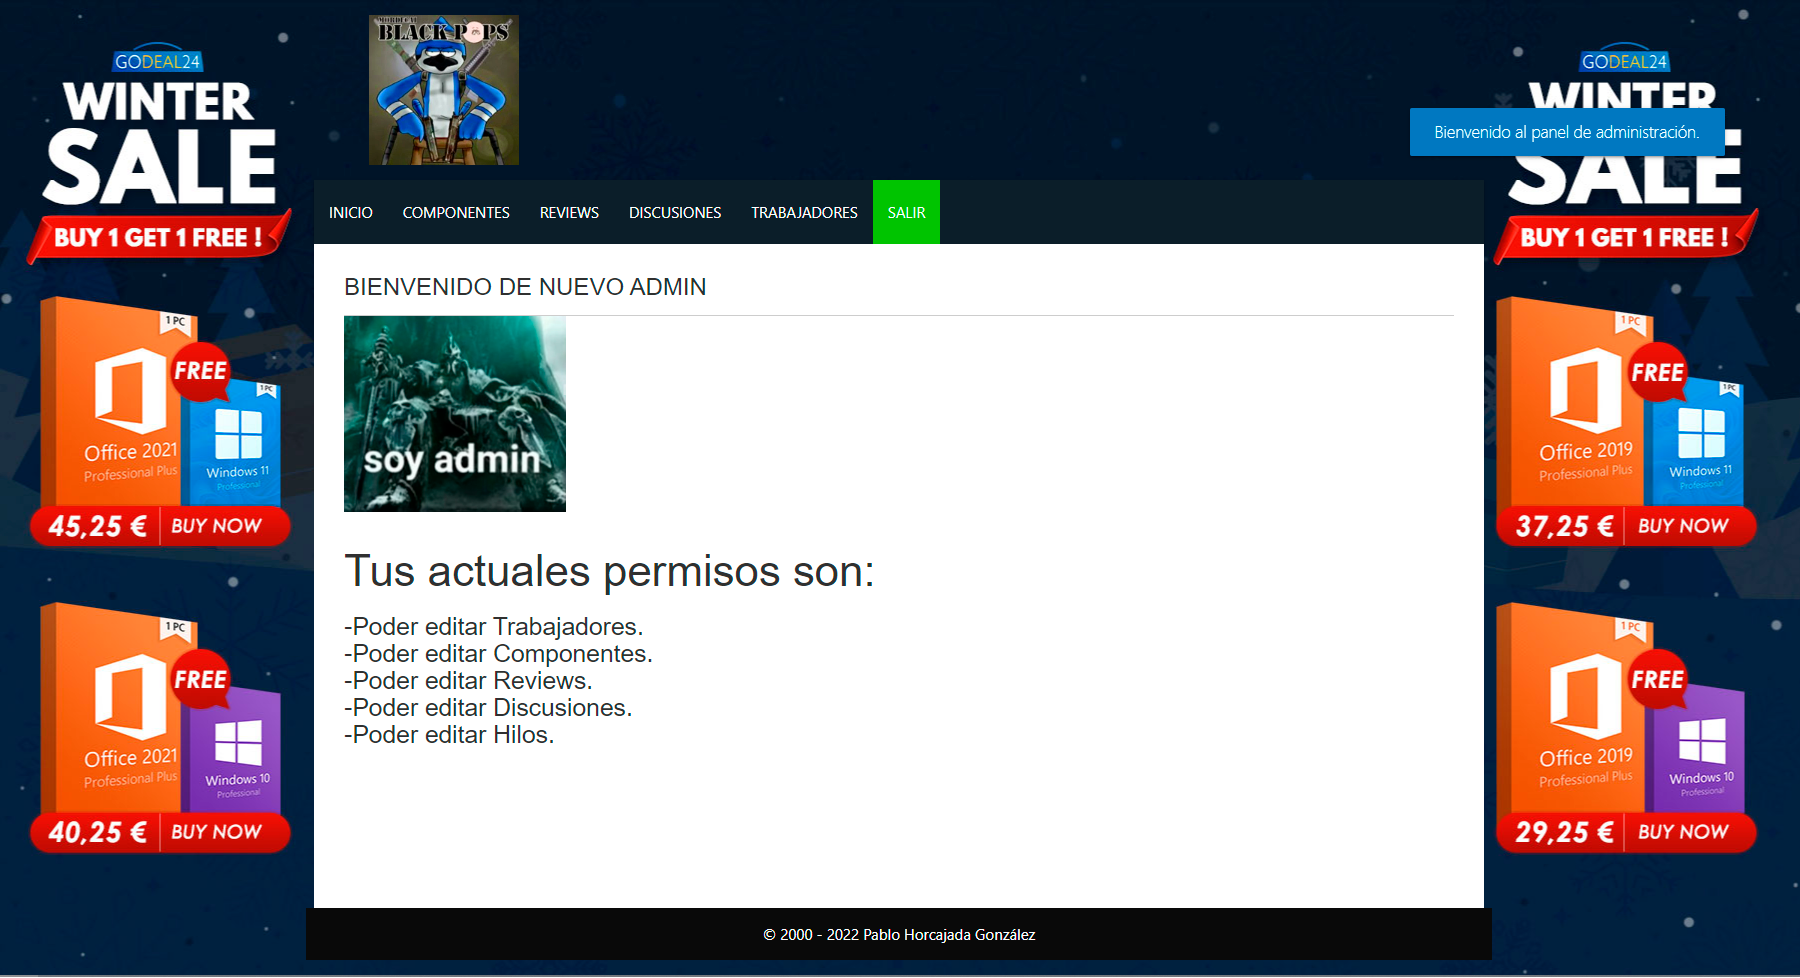 GODEAL24
WINTER
SALE
BUY 1 GET 1 FREE !
1 PC
FREE
1 PC
Office 2021
Professional Plus
Windows 11
Professional
45,25 €
BUY NOW
1 PC
FREE
Office 2021
Professional Plus
Windows 10
Professional
40,25 €
BUY NOW
MORDECAI
BLACK POPS
Bienvenido al panel de administración.
INICIO
COMPONENTES
REVIEWS
DISCUSIONES
TRABAJADORES
SALIR
BIENVENIDO DE NUEVO ADMIN
soy admin
Tus actuales permisos son:
-Poder editar Trabajadores.
-Poder editar Componentes.
-Poder editar Reviews.
-Poder editar Discusiones.
-Poder editar Hilos.
© 2000 - 2022 Pablo Horcajada González
GODEAL24
WINTER
SALE
BUY 1 GET 1 FREE !
1 PC
FREE
1 PC
Office 2019
Professional Plus
Windows 11
Professional
37,25 €
BUY NOW
1 PC
FREE
Office 2019
Professional Plus
Windows 10
Professional
29,25 €
BUY NOW